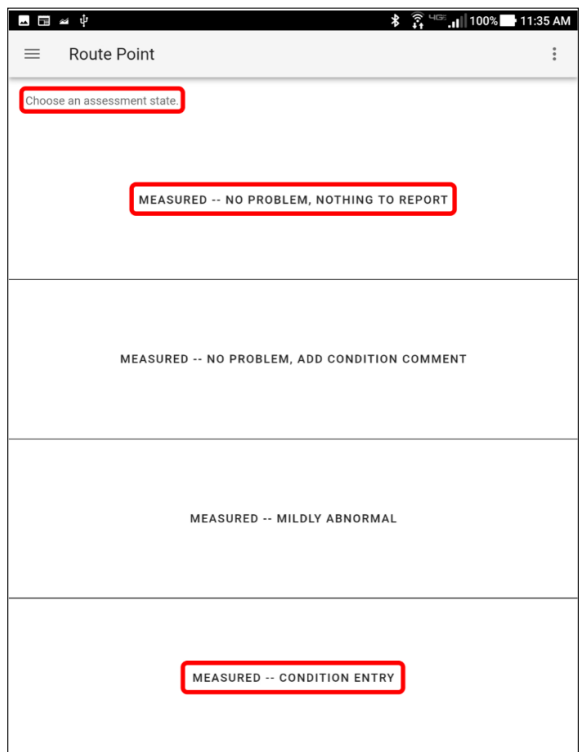 4GE 100% 11:35 AM
Route Point
Choose an assessment state.
MEASURED -- NO PROBLEM, NOTHING TO REPORT
MEASURED -- NO PROBLEM, ADD CONDITION COMMENT
MEASURED -- MILDLY ABNORMAL
MEASURED -- CONDITION ENTRY